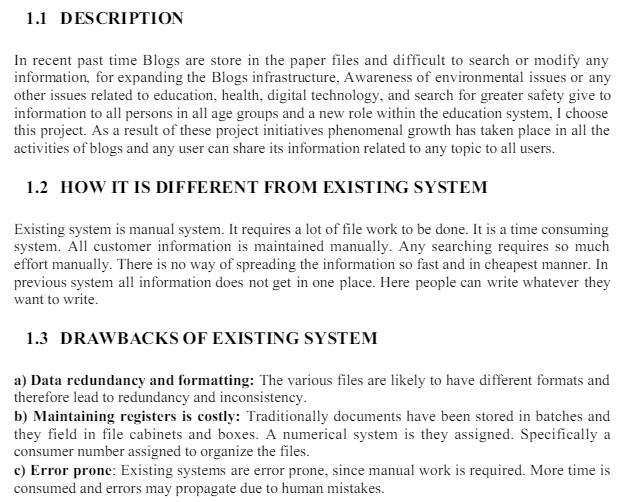 1.1 DESCRIPTION
In recent past time Blogs are store in the paper files and difficult to search or modify any
information, for expanding the Blogs infrastructure, Awareness of environmental issues or any
other issues related to education, health, digital technology, and search for greater safety give to
information to all persons in all age groups and a new role within the education system, I choose
this project. As a result of these project initiatives phenomenal growth has taken place in all the
activities of blogs and any user can share its information related to any topic to all users.
1.2 HOW IT IS DIFFERENT FROM EXISTING SYSTEM
Existing system is manual system. It requires a lot of file work to be done. It is a time consuming
system. All customer information is maintained manually. Any searching requires so much
effort manually. There is no way of spreading the information so fast and in cheapest manner. In
previous system all information does not get in one place. Here people can write whatever they
want to write.
1.3 DRAWBACKS OF EXISTING SYSTEM
a) Data redundancy and formatting: The various files are likely to have different formats and
therefore lead to redundancy and inconsistency.
b) Maintaining registers is costly: Traditionally documents have been stored in batches and
they field in file cabinets and boxes. A numerical system is they assigned. Specifically a
consumer number assigned to organize the files.
c) Error prone: Existing systems are error prone, since manual work is required. More time is
consumed and errors may propagate due to human mistakes.